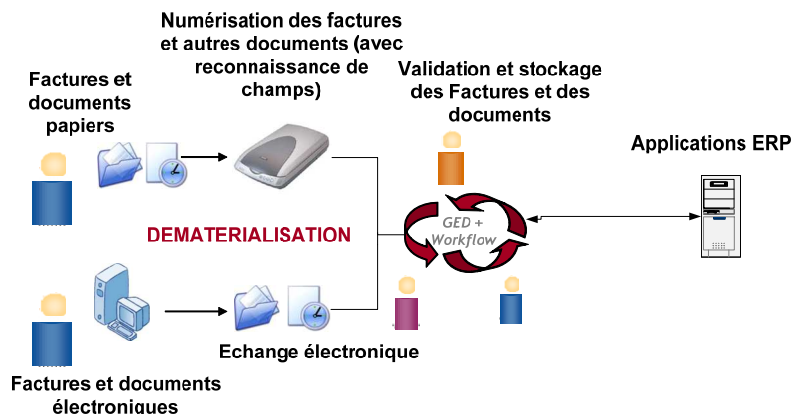 Numérisation des factures
et autres documents (avec
reconnaissance de
champs)
Factures et
documents
papiers
Validation et stockage
des Factures et des
documents
Applications ERP
DEMATERIALISATION
GED +
Workflow
Echange électronique
Factures et documents
électroniques